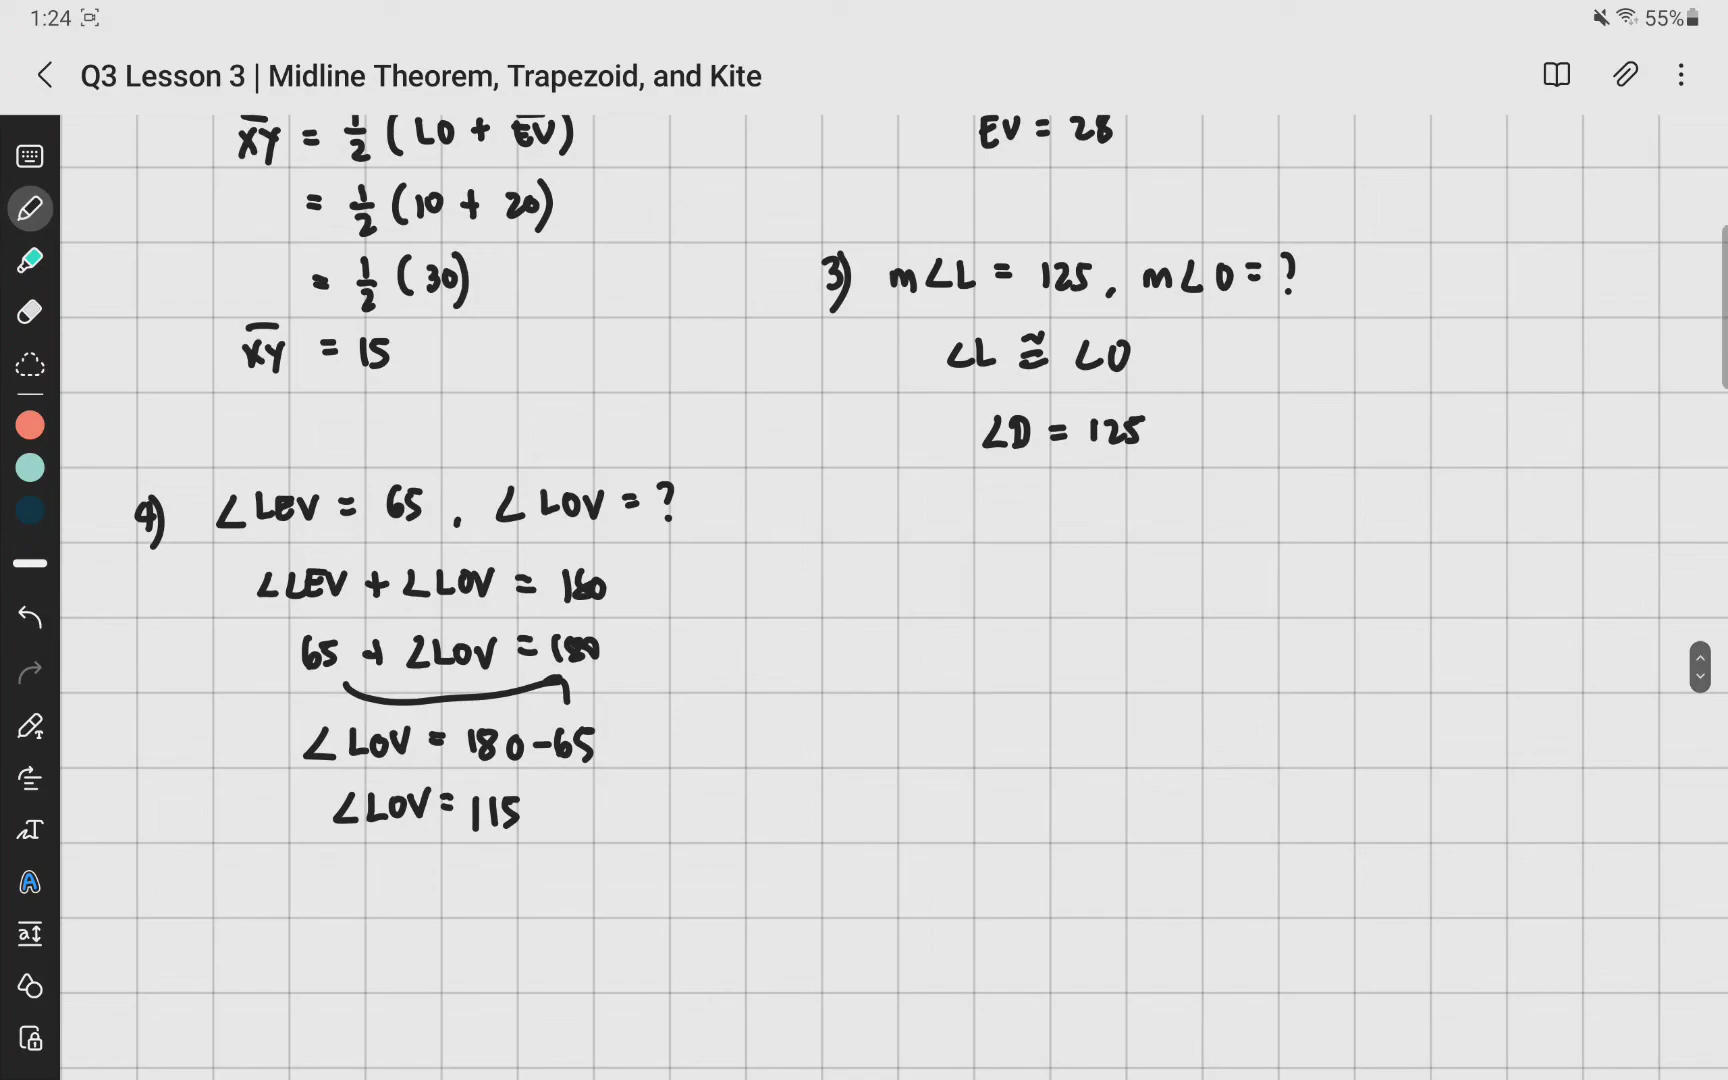 1:24 55%
Q3 Lesson 3 | Midline Theorem, Trapezoid, and Kite
XY = 1/2 (LO + EV)
= 1/2 (10 + 20)
= 1/2 (30)
XY = 15
EV = 28
3) m∠L = 125, m∠O = ?
∠L ≅ ∠O
∠O = 125
4) ∠LEV = 65, ∠LOV = ?
∠LEV + ∠LOV = 180
65 + ∠LOV = 180
∠LOV = 180-65
∠LOV = 115